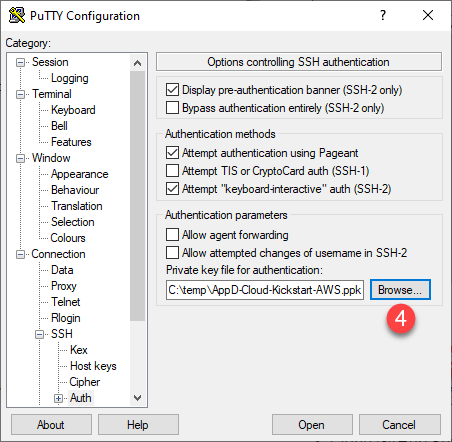 PuTTY Configuration
?
Category:
Session
Logging
Terminal
Keyboard
Bell
Features
Window
Appearance
Behaviour
Translation
Selection
Colours
Connection
Data
Proxy
Telnet
Rlogin
SSH
Kex
Host keys
Cipher
Auth
Options controlling SSH authentication
Display pre-authentication banner (SSH-2 only)
Bypass authentication entirely (SSH-2 only)
Authentication methods
Attempt authentication using Pageant
Attempt TIS or CryptoCard auth (SSH-1)
Attempt "keyboard-interactive" auth (SSH-2)
Authentication parameters
Allow agent forwarding
Allow attempted changes of username in SSH-2
Private key file for authentication:
C:\temp\AppD-Cloud-Kickstart-AWS.ppk Browse...
4
About Help Open Cancel